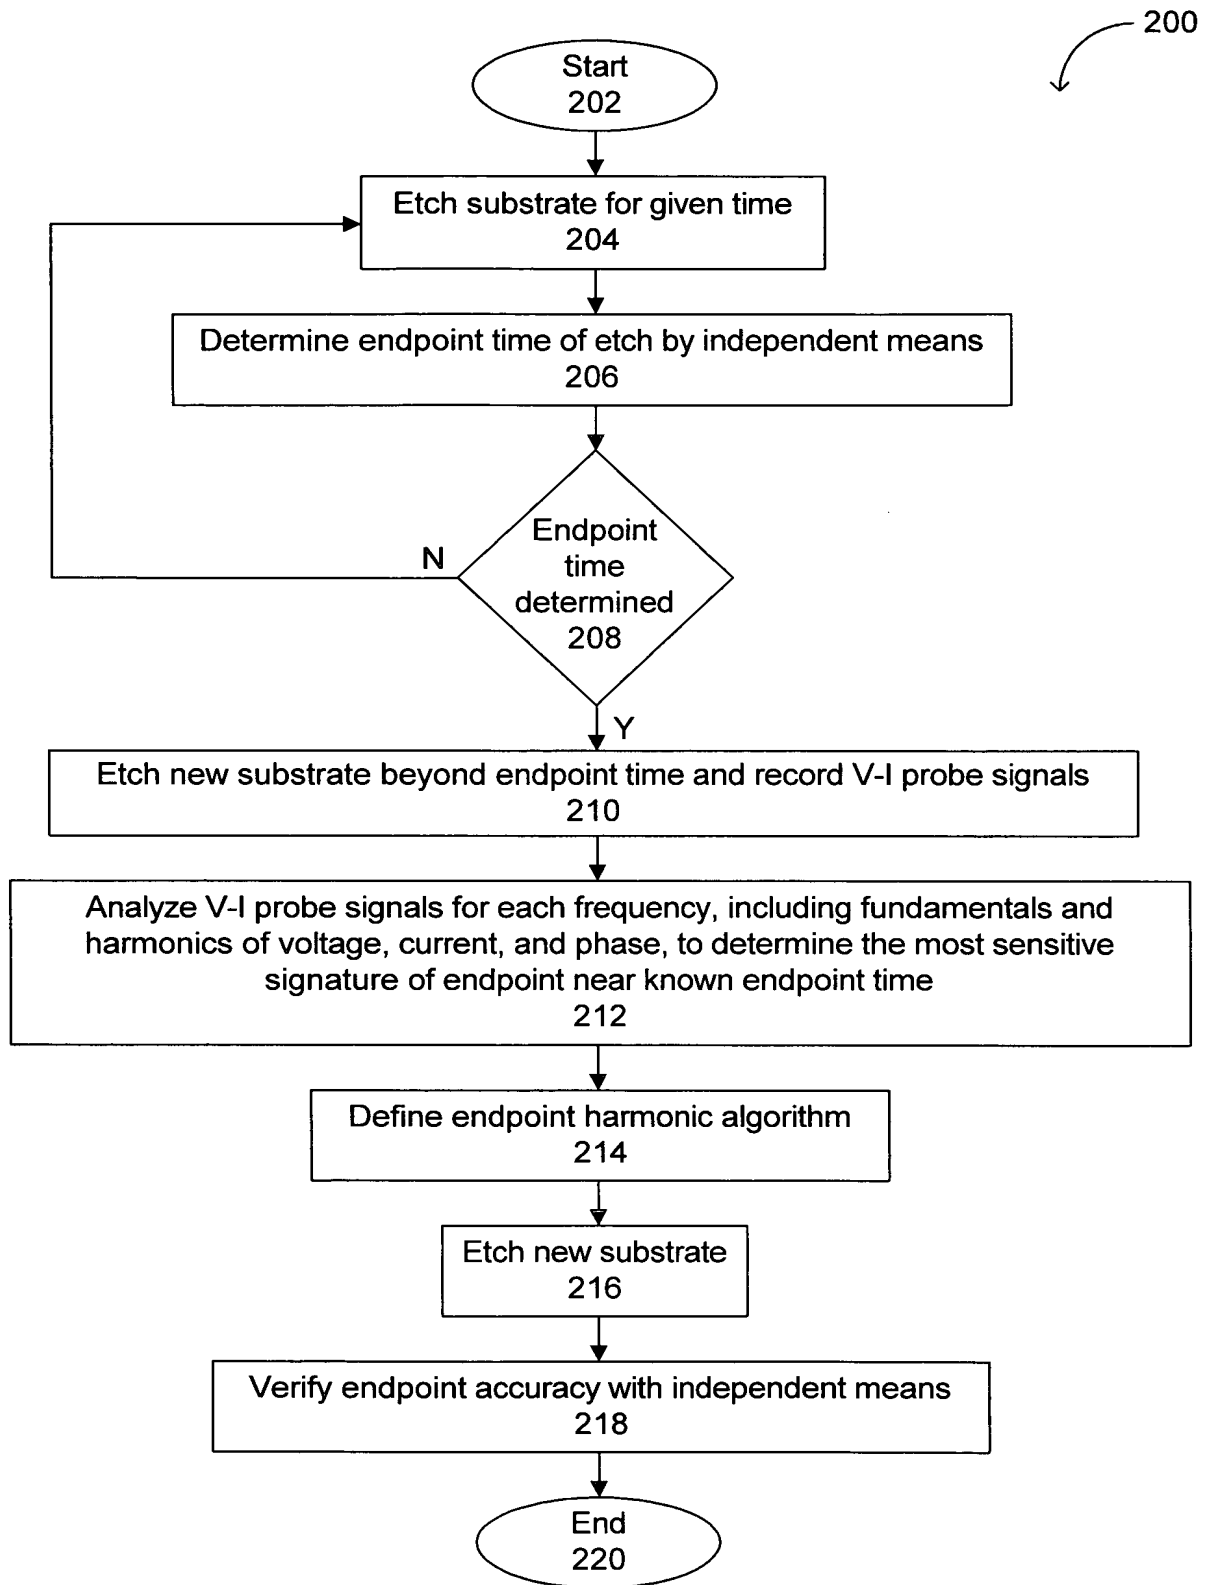 200
Start
202
Etch substrate for given time
204
Determine endpoint time of etch by independent means
206
Endpoint
time
determined
208
N
Y
Etch new substrate beyond endpoint time and record V-I probe signals
210
Analyze V-I probe signals for each frequency, including fundamentals and
harmonics of voltage, current, and phase, to determine the most sensitive
signature of endpoint near known endpoint time
212
Define endpoint harmonic algorithm
214
Etch new substrate
216
Verify endpoint accuracy with independent means
218
End
220